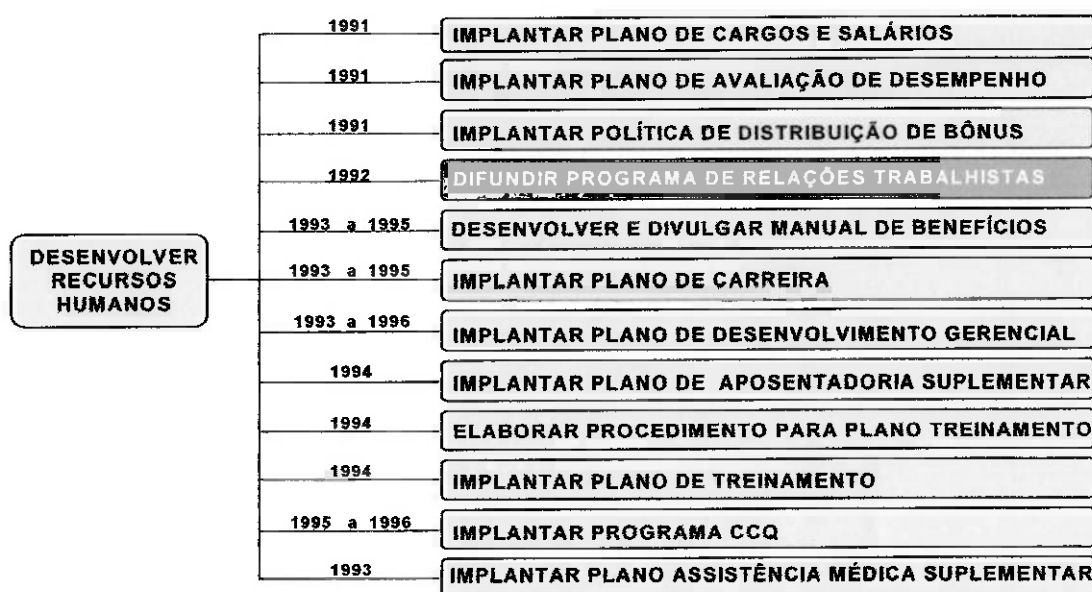 1991
IMPLANTAR PLANO DE CARGOS E SALÁRIOS
1991
IMPLANTAR PLANO DE AVALIAÇÃO DE DESEMPENHO
1991
IMPLANTAR POLÍTICA DE DISTRIBUIÇÃO DE BÔNUS
1992
DIFUNDIR PROGRAMA DE RELAÇÕES TRABALHISTAS
1993 a 1995
DESENVOLVER E DIVULGAR MANUAL DE BENEFÍCIOS
DESENVOLVER
RECURSOS
HUMANOS
1993 a 1995
IMPLANTAR PLANO DE CARREIRA
1993 a 1996
IMPLANTAR PLANO DE DESENVOLVIMENTO GERENCIAL
1994
IMPLANTAR PLANO DE APOSENTADORIA SUPLEMENTAR
1994
ELABORAR PROCEDIMENTO PARA PLANO TREINAMENTO
1994
IMPLANTAR PLANO DE TREINAMENTO
1995 a 1996
IMPLANTAR PROGRAMA CCQ
1993
IMPLANTAR PLANO ASSISTÊNCIA MÉDICA SUPLEMENTAR